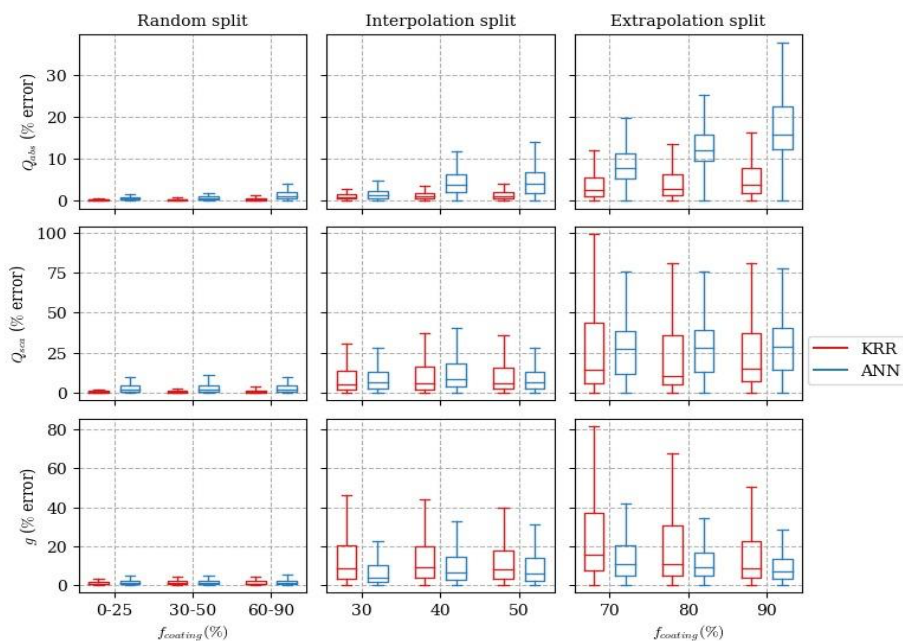 Random split
Interpolation split
Extrapolation split
Q_abs (% error)
30
20
10
0
Q_sca (% error)
100
75
50
25
0
KRR
ANN
g (% error)
80
60
40
20
0
0-25 30-50 60-90
30 40 50
70 80 90
f_coating(%)
f_coating(%)
f_coating(%)